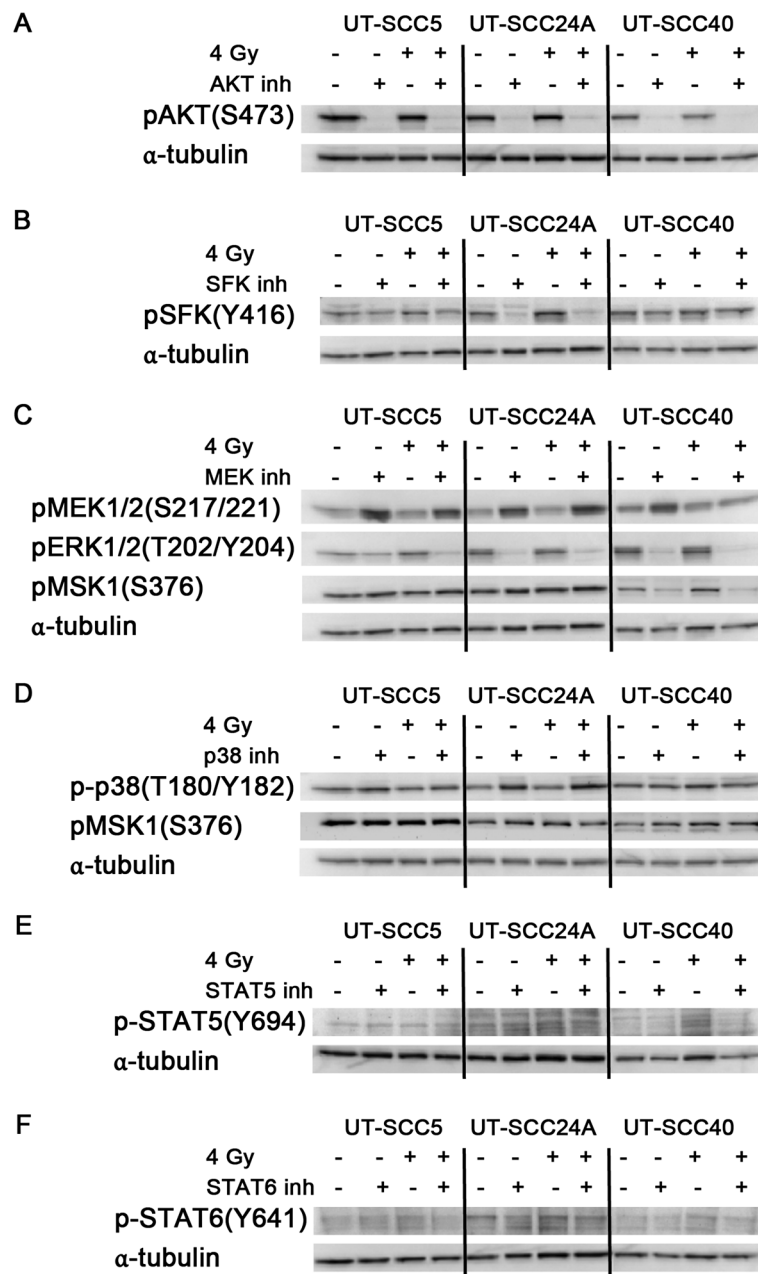 A
UT-SCC5 UT-SCC24A UT-SCC40
4 Gy - - + + - - + + - - + +
AKT inh - + - + - + - + - + - +
pAKT(S473)
α-tubulin
B
UT-SCC5 UT-SCC24A UT-SCC40
4 Gy - - + + - - + + - - + +
SFK inh - + - + - + - + - + - +
pSFK(Y416)
α-tubulin
C
UT-SCC5 UT-SCC24A UT-SCC40
4 Gy - - + + - - + + - - + +
MEK inh - + - + - + - + - + - +
pMEK1/2(S217/221)
pERK1/2(T202/Y204)
pMSK1(S376)
α-tubulin
D
UT-SCC5 UT-SCC24A UT-SCC40
4 Gy - - + + - - + + - - + +
p38 inh - + - + - + - + - + - +
p-p38(T180/Y182)
pMSK1(S376)
α-tubulin
E
UT-SCC5 UT-SCC24A UT-SCC40
4 Gy - - + + - - + + - - + +
STAT5 inh - + - + - + - + - + - +
p-STAT5(Y694)
α-tubulin
F
UT-SCC5 UT-SCC24A UT-SCC40
4 Gy - - + + - - + + - - + +
STAT6 inh - + - + - + - + - + - +
p-STAT6(Y641)
α-tubulin